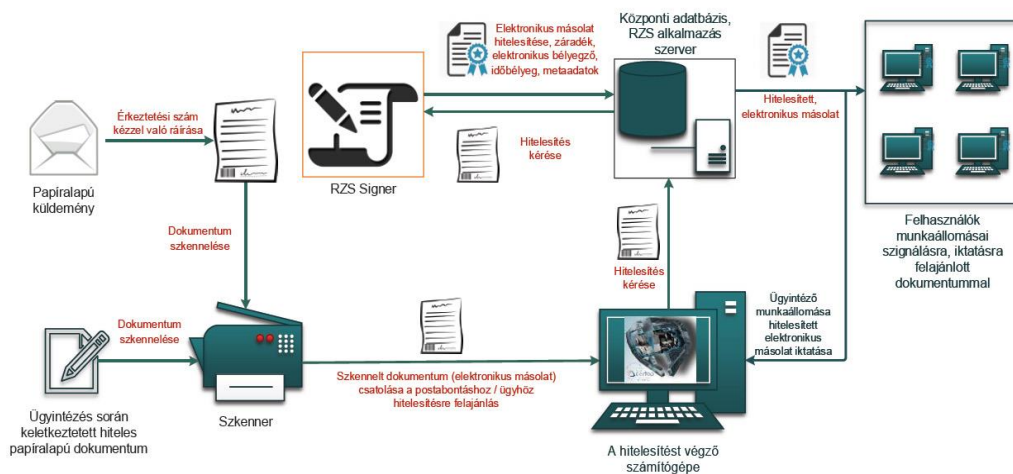 Elektronikus másolat
hitelesítése, záradék,
elektronikus bélyegző,
időbélyeg, metaadatok
Központi adatbázis,
RZS alkalmazás
szerver
Érkeztetési szám
kézzel való ráírása
Hitelesített,
elektronikus másolat
Hitelesítés
kérése
Papíralapú
küldemény
RZS Signer
Felhasználók
munkaállomásai
szignálásra, iktatásra
felajánlott
dokumentummal
Dokumentum
szkennelése
Hitelesítés
kérése
Dokumentum
szkennelése
Ügyintéző
munkaállomása
hitelesített
elektronikus
másolat iktatása
Szkennelt dokumentum (elektronikus másolat)
csatolása a postabontáshoz / ügyhöz
hitelesítésre felajánlás
Szkenner
Ügyintézés során
keletkeztetett hiteles
papíralapú dokumentum
A hitelesítést végző
számítógépe